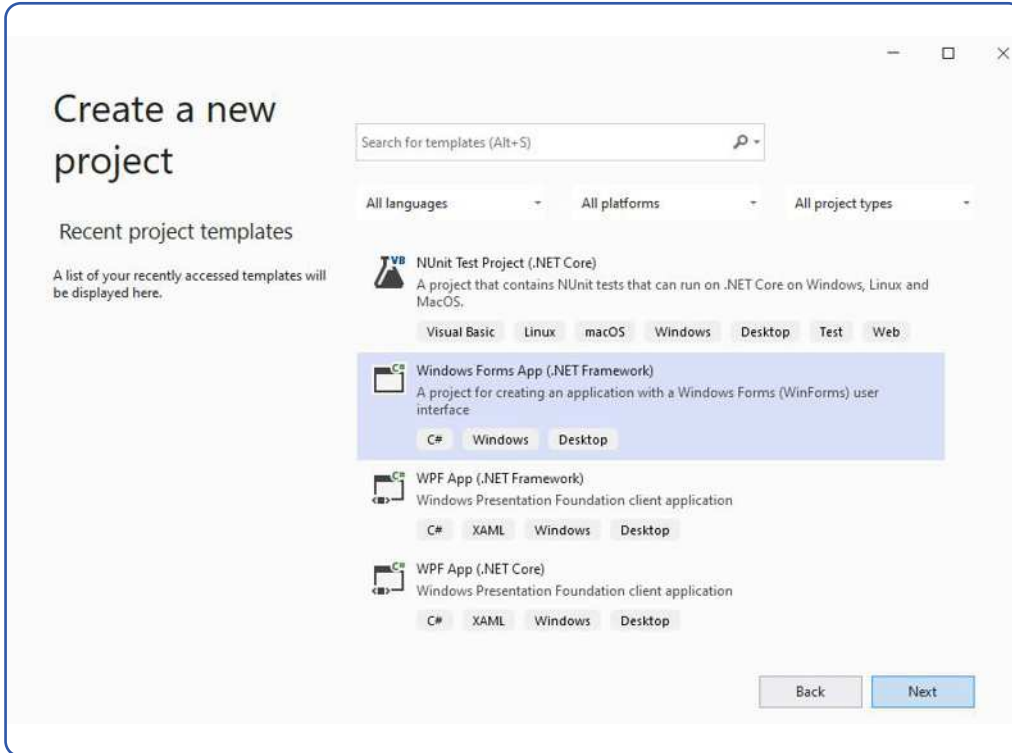 Create a new
project
Recent project templates
A list of your recently accessed templates will
be displayed here.
Search for templates (Alt+S)
All languages
All platforms
All project types
VB
NUnit Test Project (.NET Core)
A project that contains NUnit tests that can run on .NET Core on Windows, Linux and
MacOS.
Visual Basic Linux macOS Windows Desktop Test Web
C#
Windows Forms App (.NET Framework)
A project for creating an application with a Windows Forms (WinForms) user
interface
C# Windows Desktop
C#
WPF App (.NET Framework)
Windows Presentation Foundation client application
C# XAML Windows Desktop
C#
WPF App (.NET Core)
Windows Presentation Foundation client application
C# XAML Windows Desktop
Back
Next